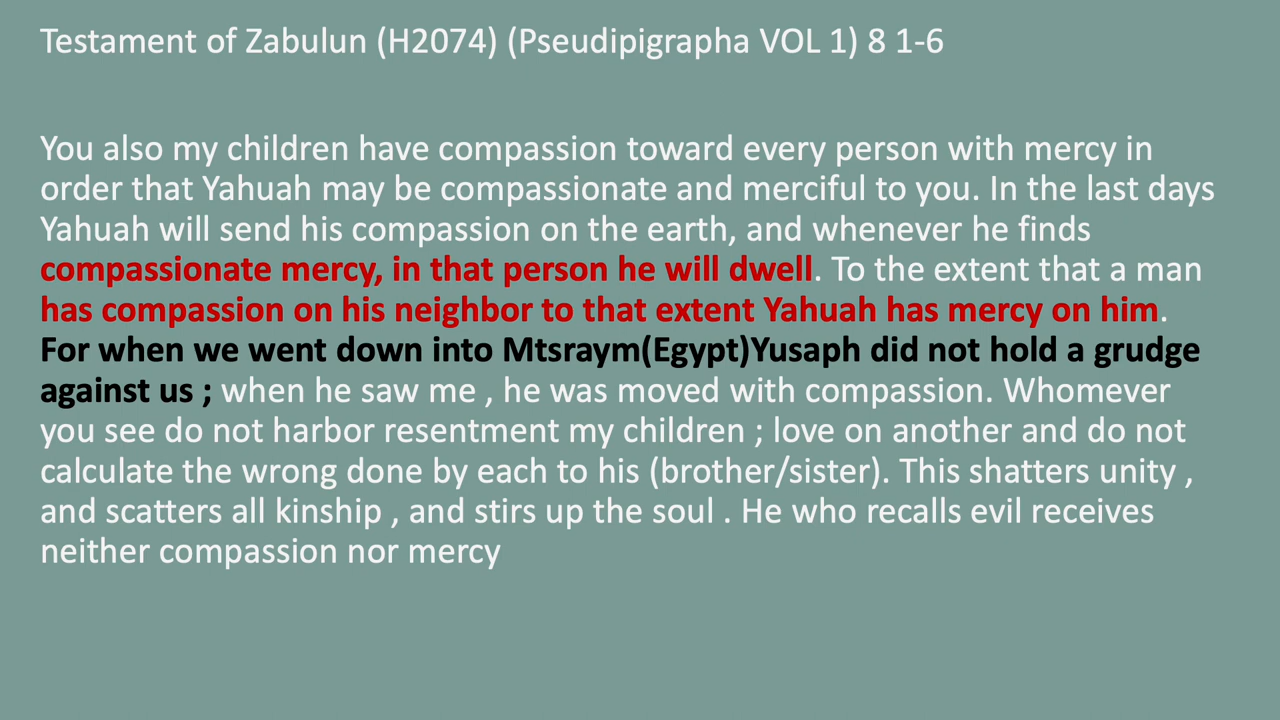 Testament of Zabulun (H2074) (Pseudipigrapha VOL 1) 8 1-6
You also my children have compassion toward every person with mercy in
order that Yahuah may be compassionate and merciful to you. In the last days
Yahuah will send his compassion on the earth, and whenever he finds
compassionate mercy, in that person he will dwell. To the extent that a man
has compassion on his neighbor to that extent Yahuah has mercy on him.
For when we went down into Mtsraym(Egypt)Yusaph did not hold a grudge
against us ; when he saw me , he was moved with compassion. Whomever
you see do not harbor resentment my children ; love on another and do not
calculate the wrong done by each to his (brother/sister). This shatters unity ,
and scatters all kinship , and stirs up the soul . He who recalls evil receives
neither compassion nor mercy